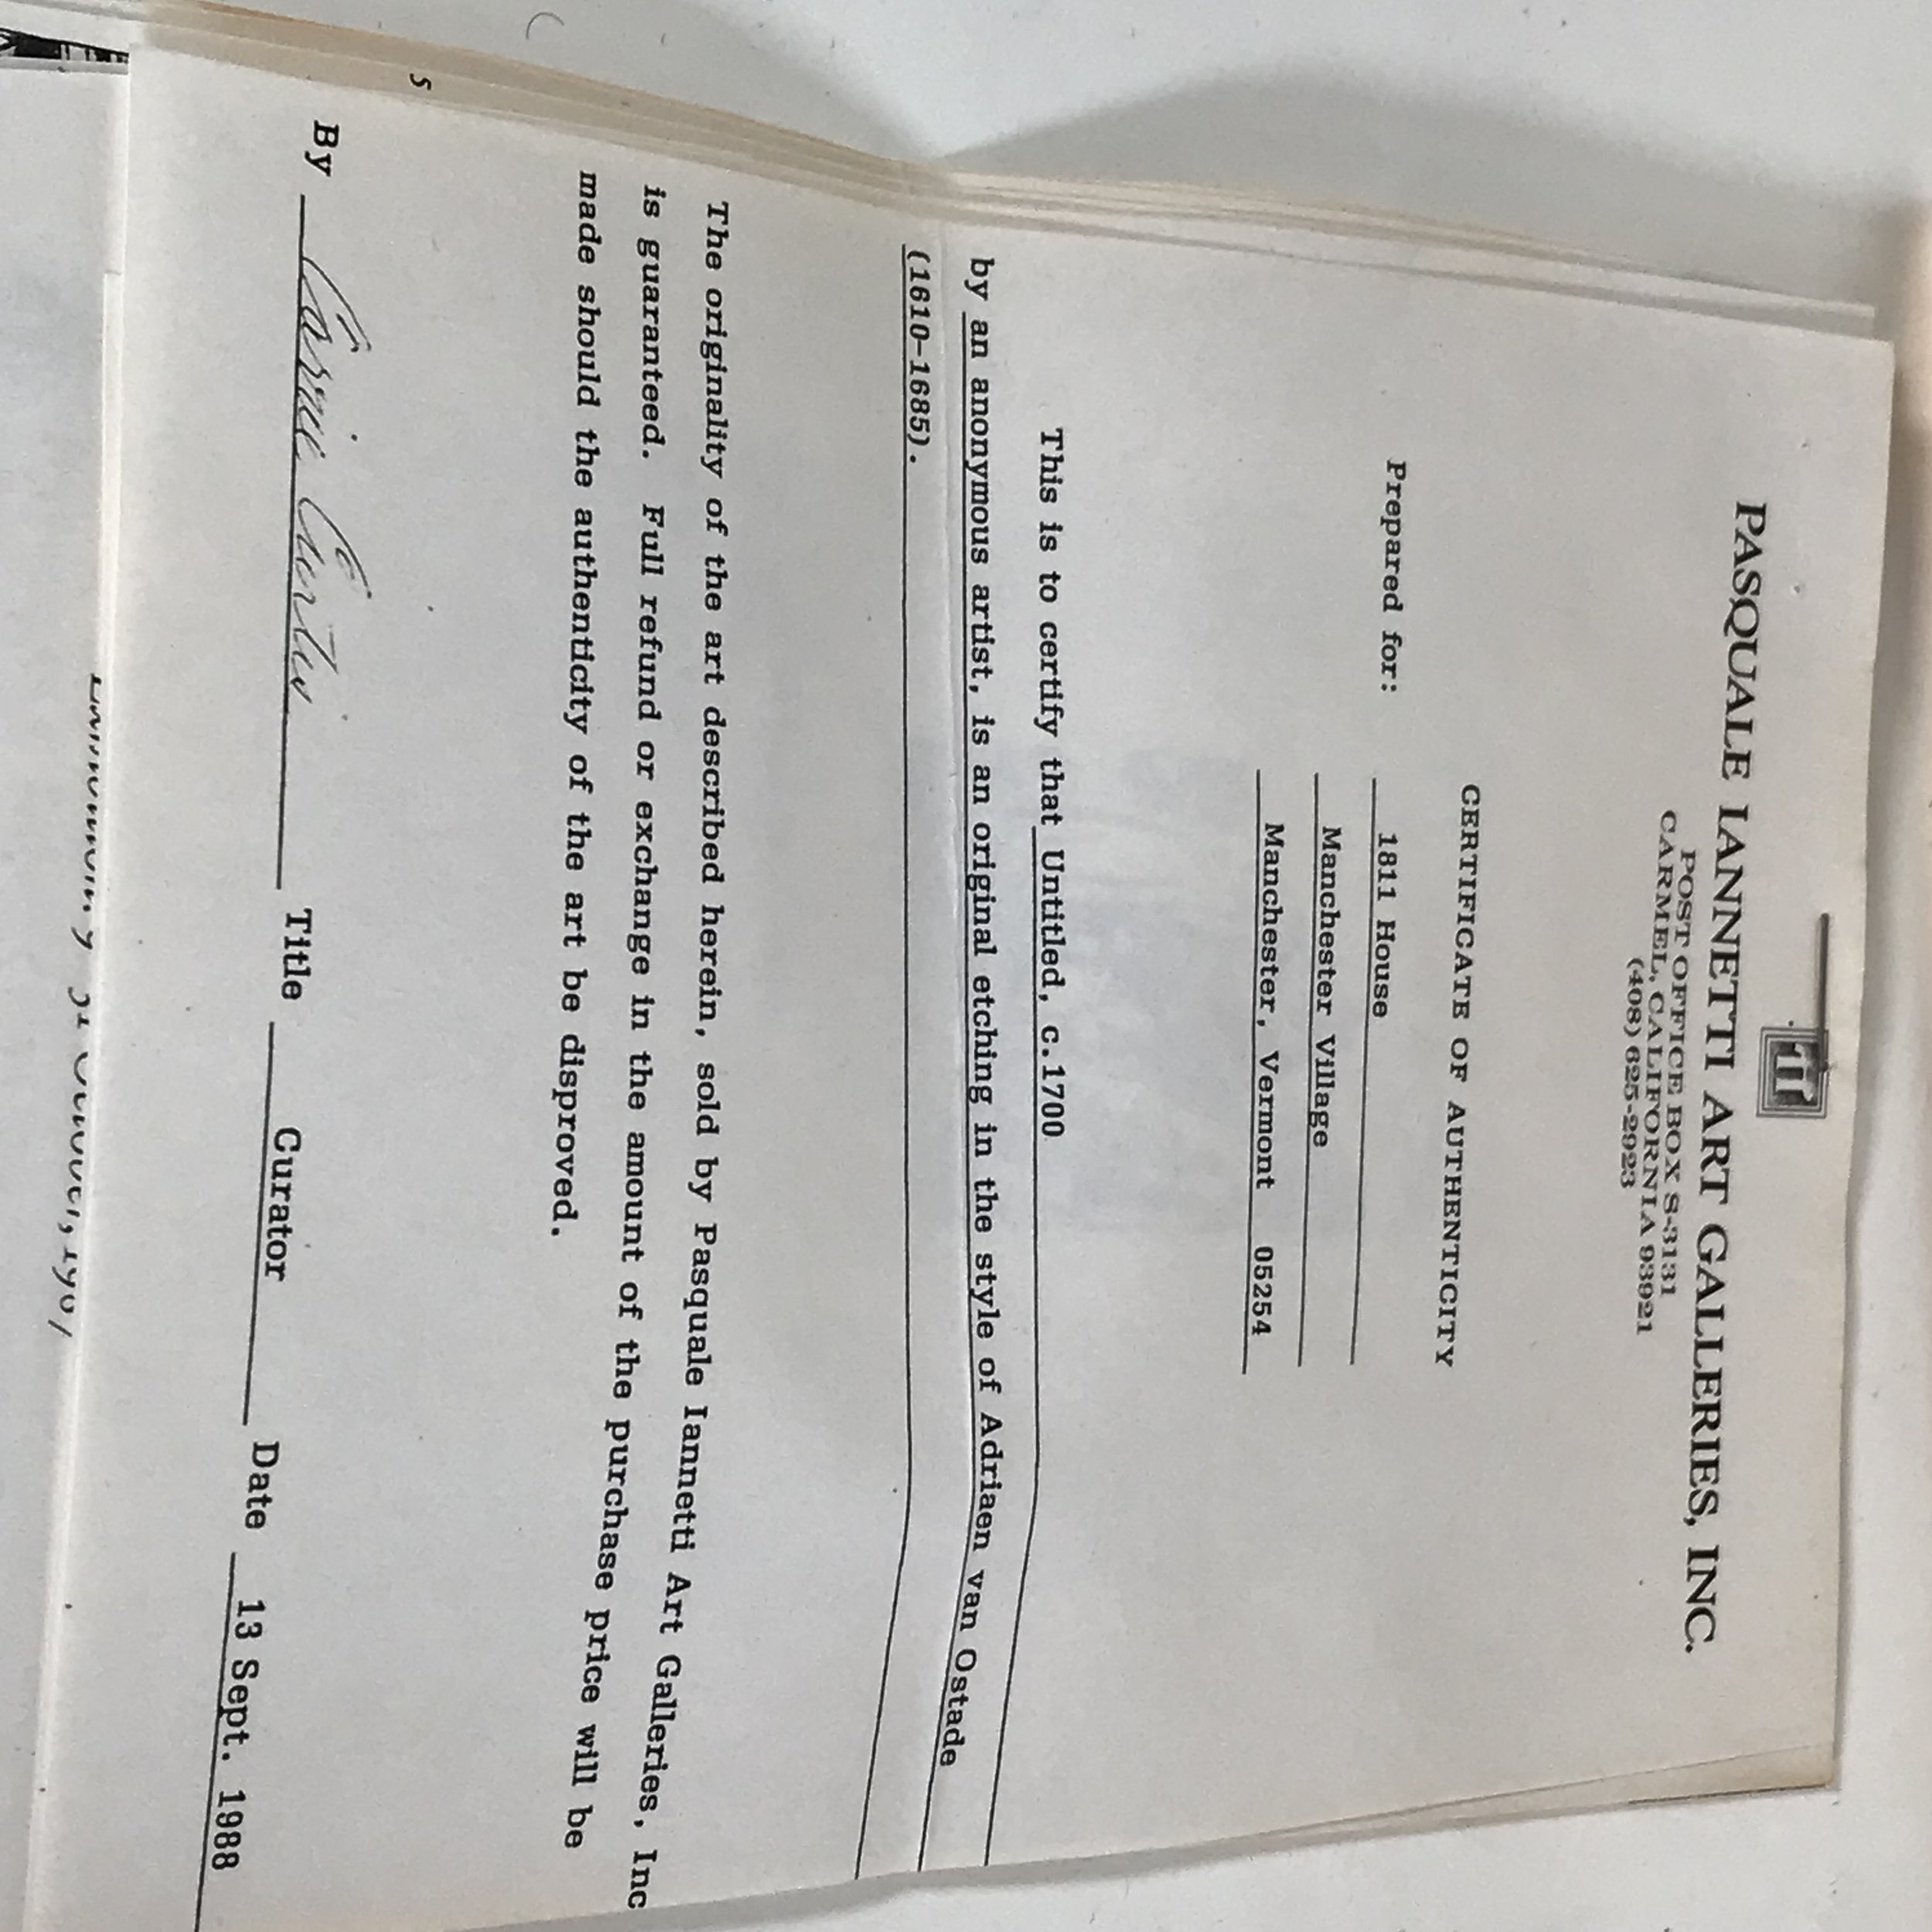 PASQUALE IANNETTI ART GALLERIES, INC.
POST OFFICE BOX S-3131
CARMEL, CALIFORNIA 93921
(408) 625-2923
CERTIFICATE OF AUTHENTICITY
Prepared for: 1811 House
Manchester Village
Manchester, Vermont 05254
This is to certify that Untitled, c.1700
by an anonymous artist, is an original etching in the style of Adriaen van Ostade
(1610-1685).
The originality of the art described herein, sold by Pasquale Iannetti Art Galleries, Inc
is guaranteed. Full refund or exchange in the amount of the purchase price will be
made should the authenticity of the art be disproved.
s
By Title Curator Date 13 Sept. 1988